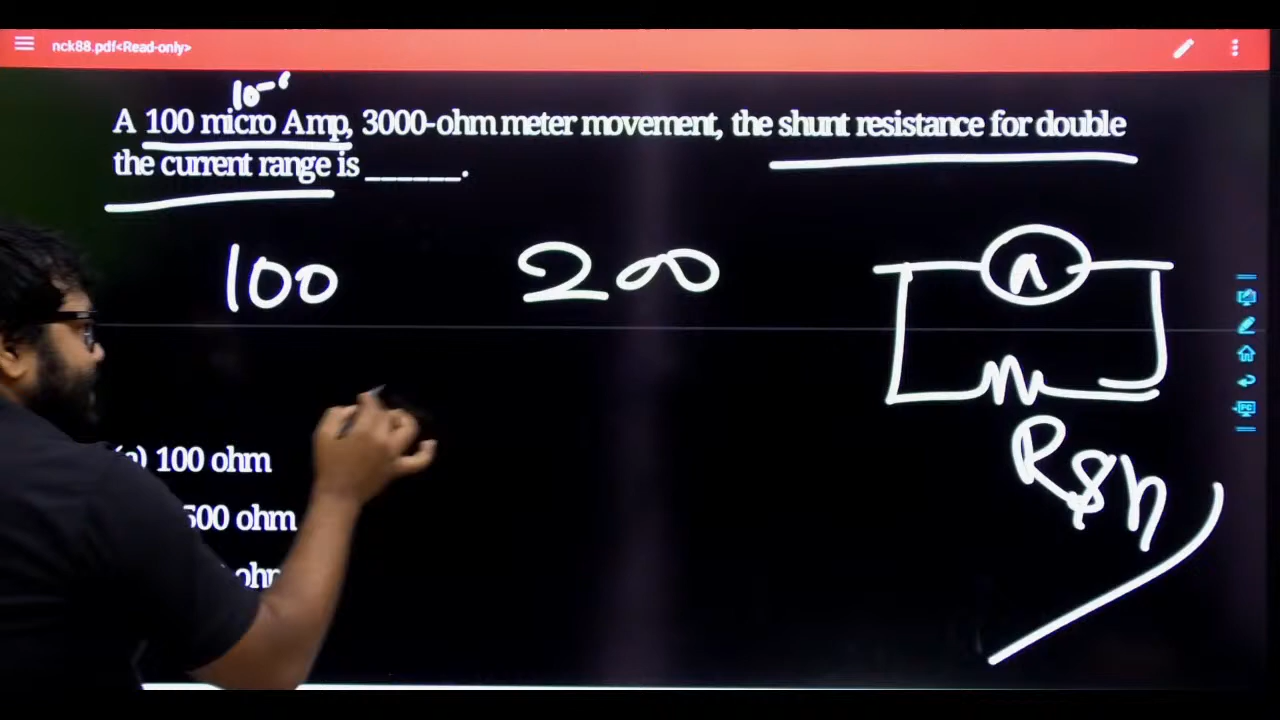 nck88.pdf<Read-only>
10⁻⁶
A 100 micro Amp, 3000-ohm meter movement, the shunt resistance for double
the current range is ______.
100 200
A
Rsh
100 ohm
500 ohm
ohm